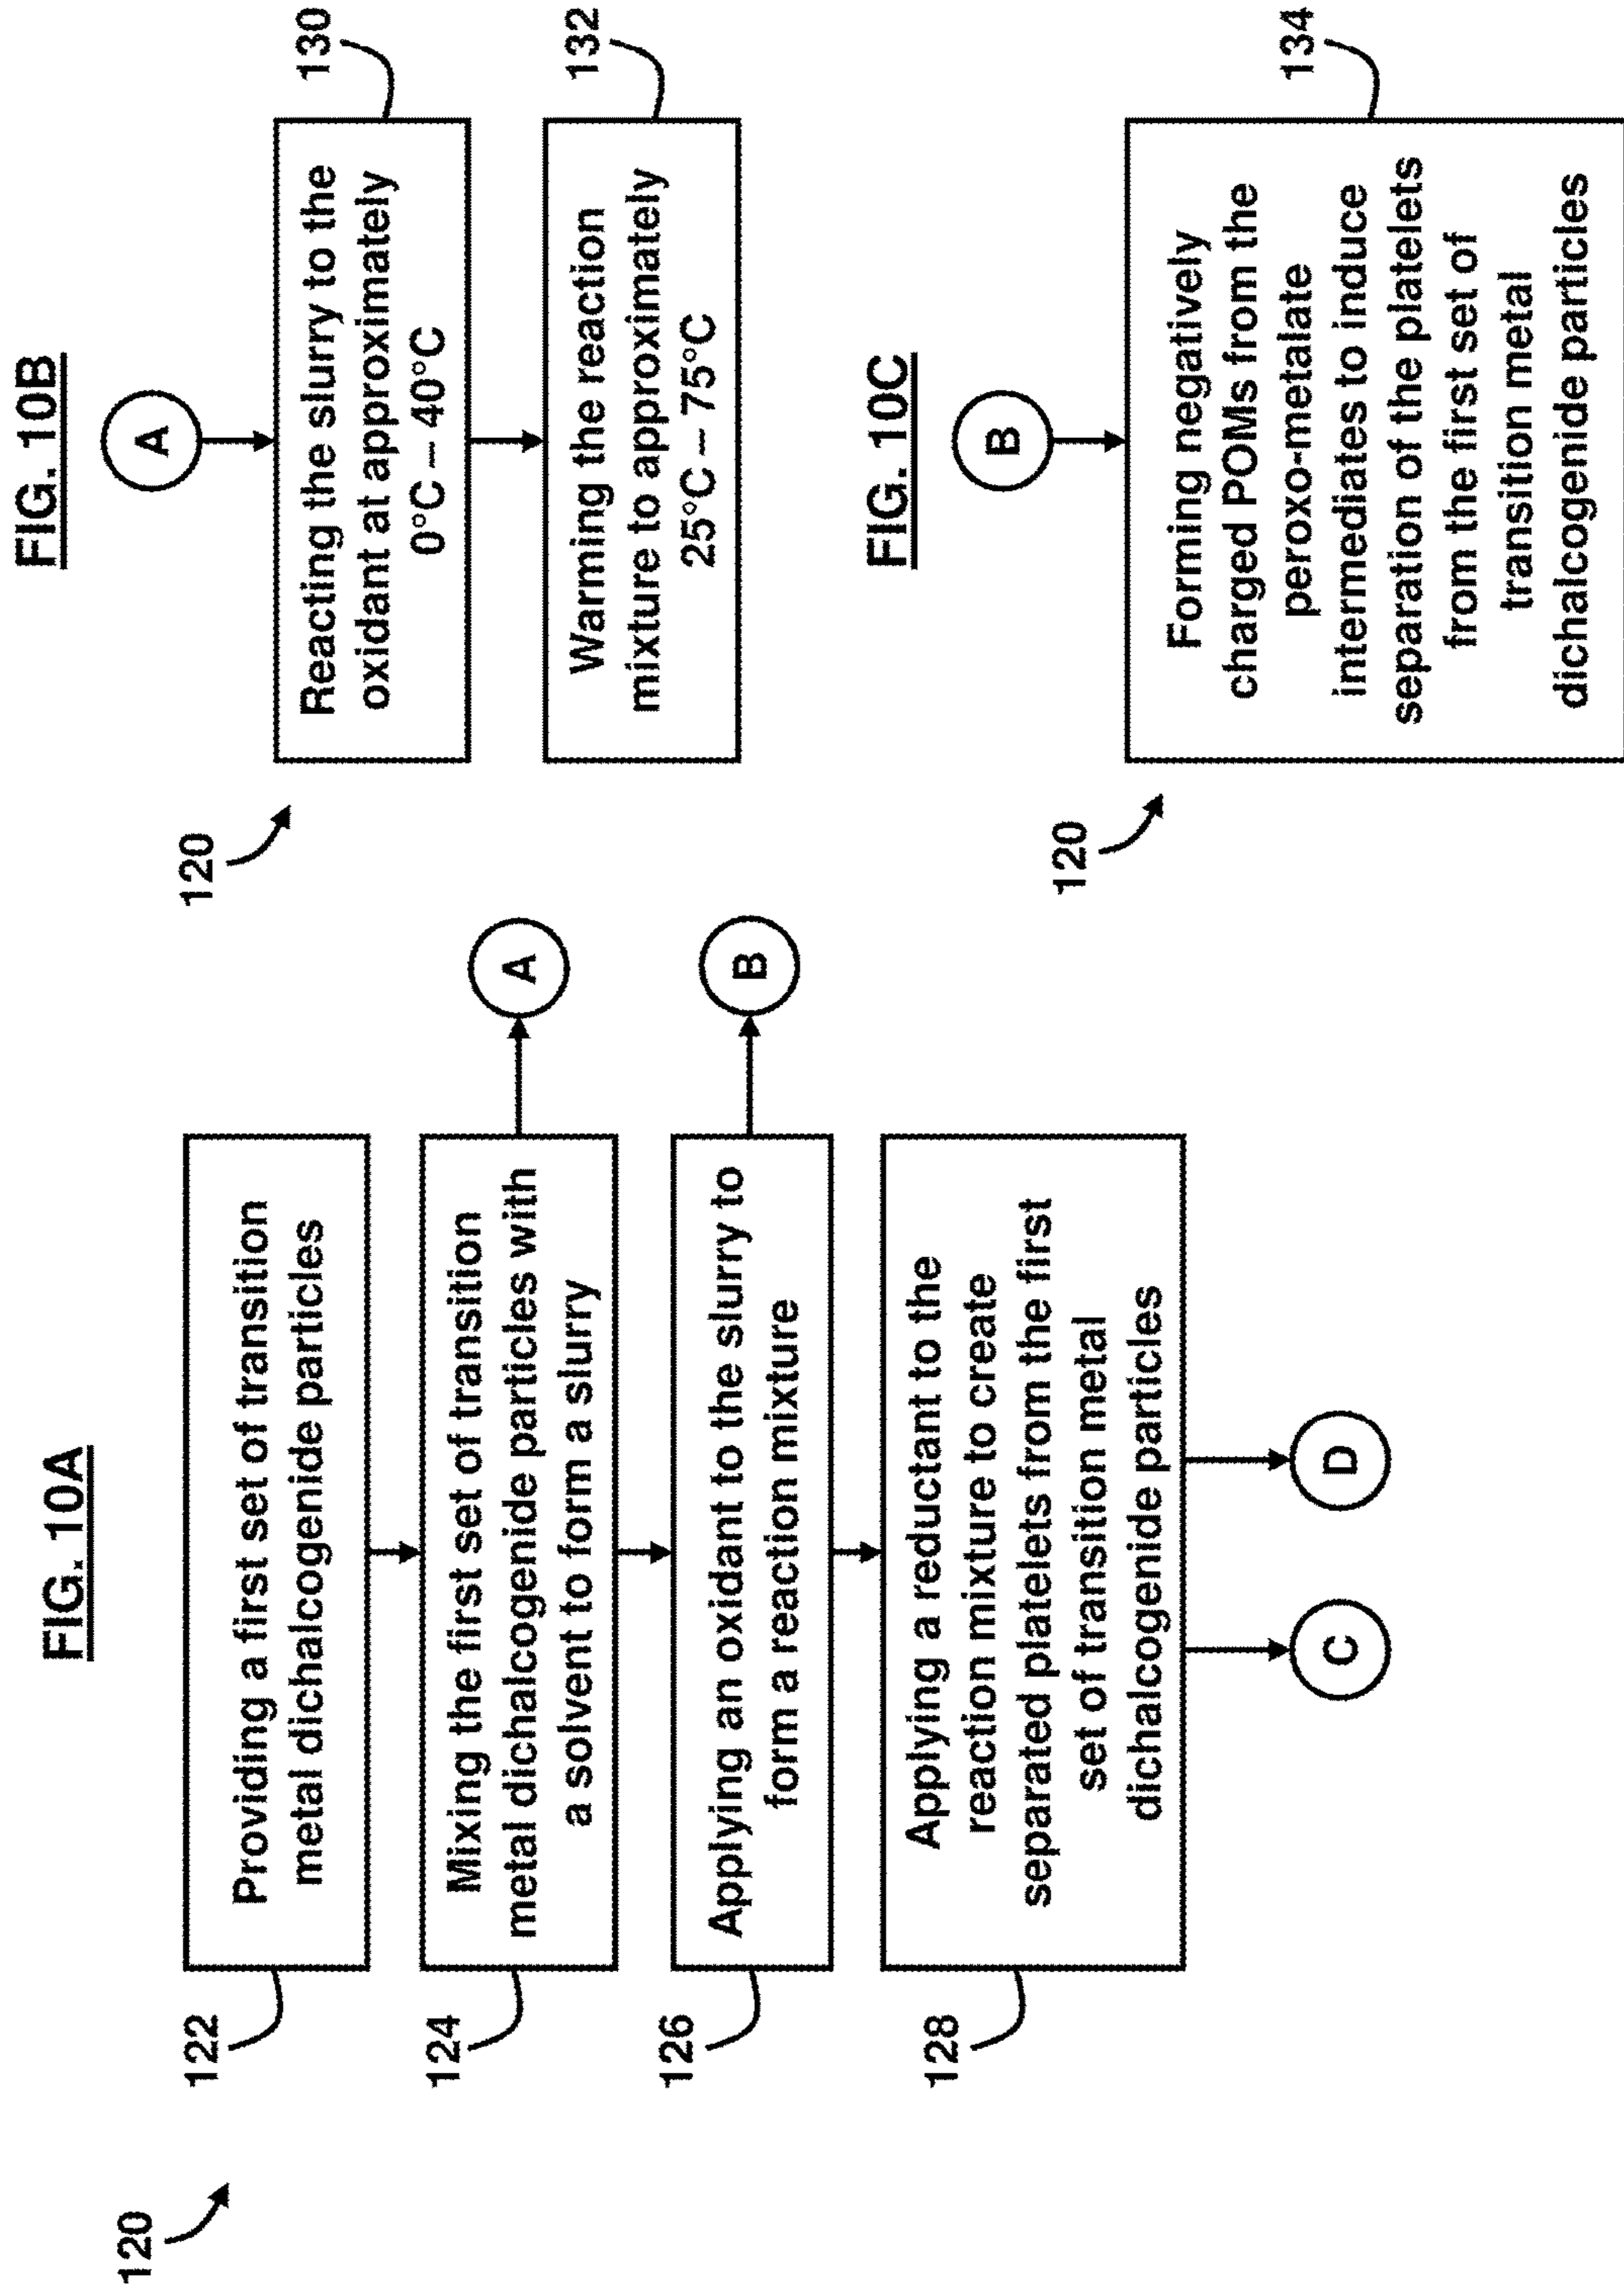 FIG. 10A
120
122
Providing a first set of transition
metal dichalcogenide particles
124
Mixing the first set of transition
metal dichalcogenide particles with
a solvent to form a slurry
A
126
Applying an oxidant to the slurry to
form a reaction mixture
B
128
Applying a reductant to the
reaction mixture to create
separated platelets from the first
set of transition metal
dichalcogenide particles
C
D
FIG. 10B
120
A
Reacting the slurry to the
oxidant at approximately
0°C – 40°C
130
Warming the reaction
mixture to approximately
25°C – 75°C
132
FIG. 10C
120
B
Forming negatively
charged POMs from the
peroxo-metalate
intermediates to induce
separation of the platelets
from the first set of
transition metal
dichalcogenide particles
134